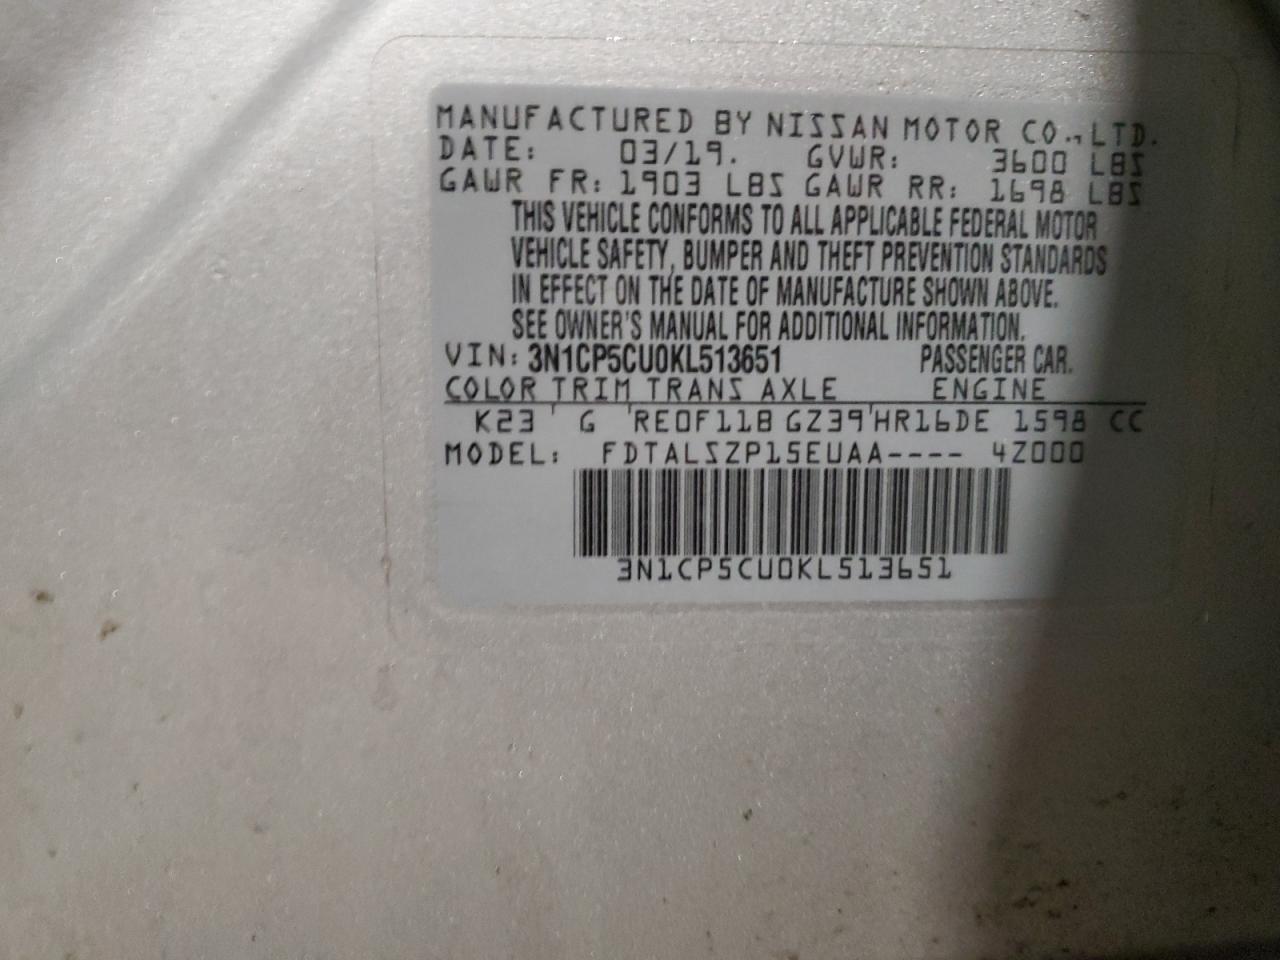 MANUFACTURED BY NISSAN MOTOR CO.,LTD.
DATE: 03/19. GVWR: 3600 LBS
GAWR FR: 1903 LBS GAWR RR: 1698 LBS
THIS VEHICLE CONFORMS TO ALL APPLICABLE FEDERAL MOTOR
VEHICLE SAFETY, BUMPER AND THEFT PREVENTION STANDARDS
IN EFFECT ON THE DATE OF MANUFACTURE SHOWN ABOVE.
SEE OWNER'S MANUAL FOR ADDITIONAL INFORMATION.
VIN: 3N1CP5CU0KL513651 PASSENGER CAR.
COLOR TRIM TRANS AXLE ENGINE
K23 G RE0F11B GZ39 HR16DE 1598 CC
MODEL: FDTALSZP15EUAA---- 4Z000
3N1CP5CU0KL513651